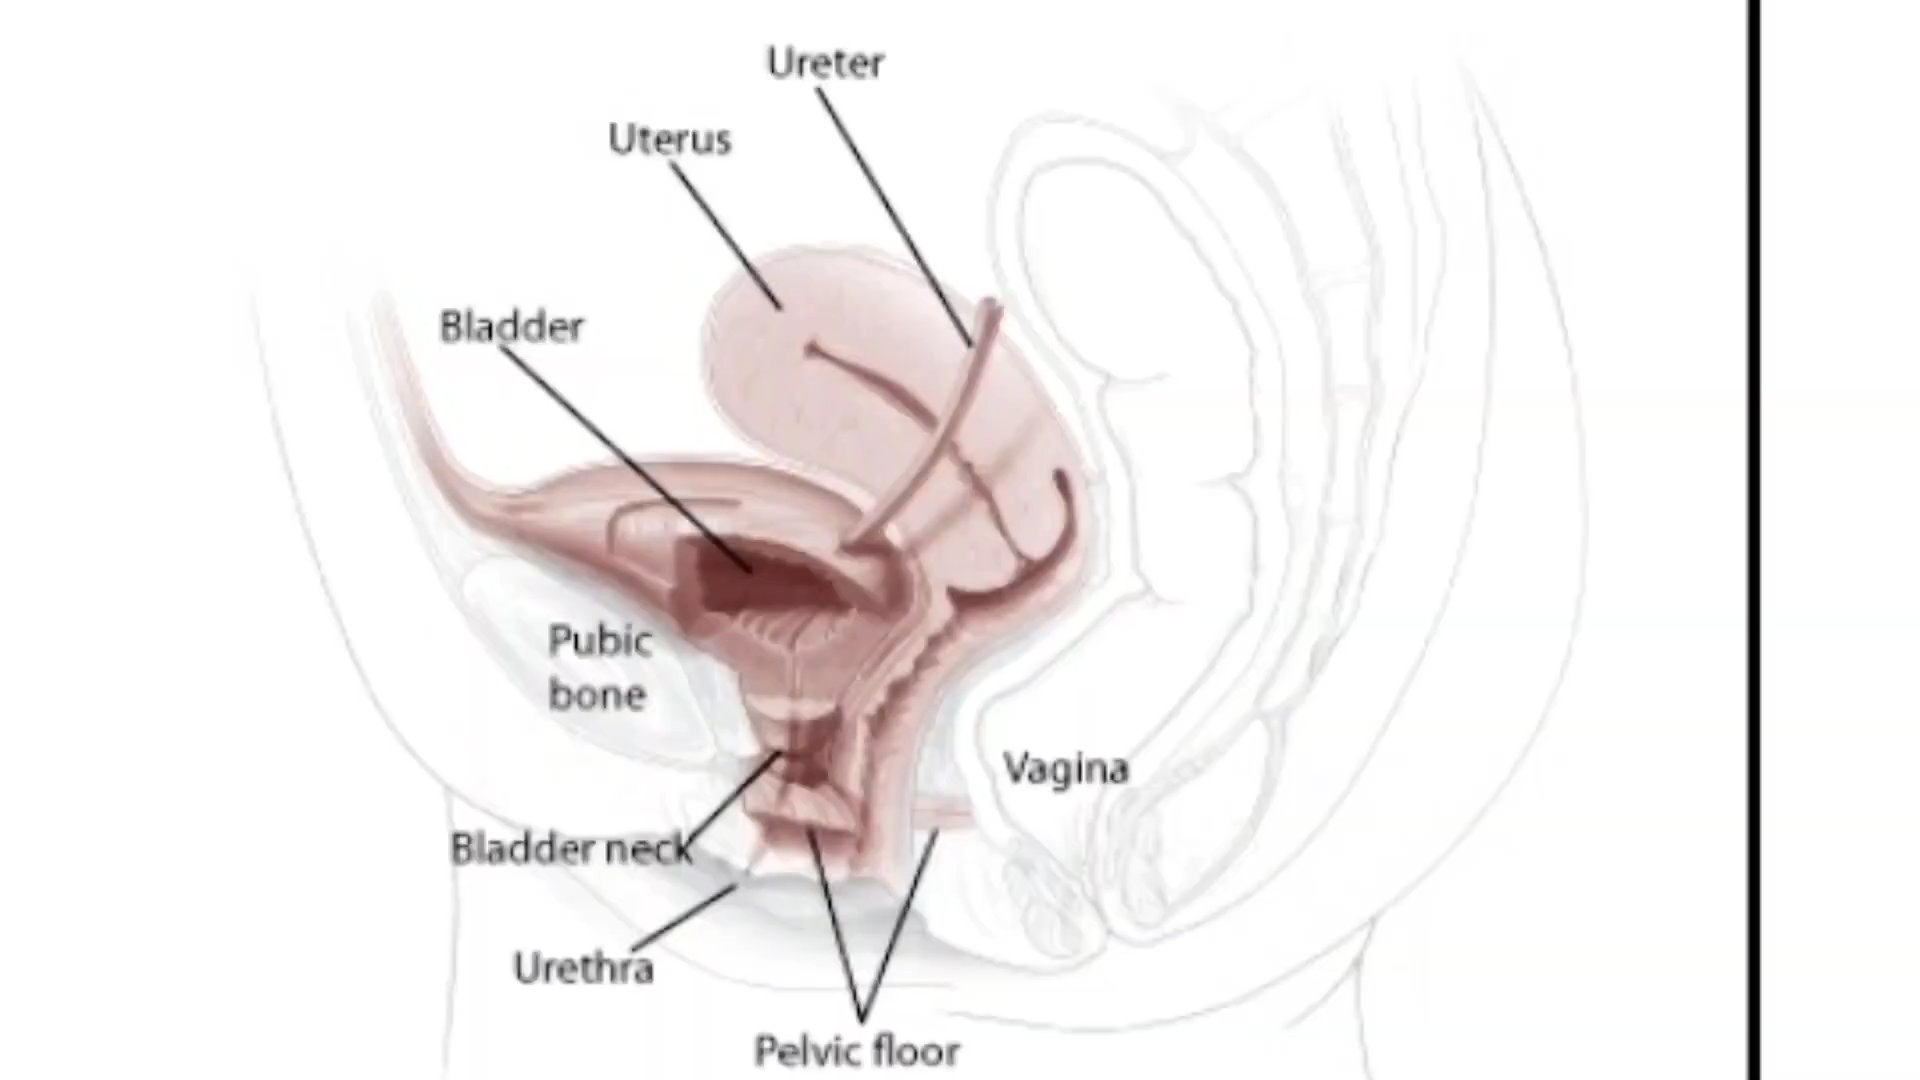 Ureter
Uterus
Bladder
Pubic
bone
Vagina
Bladder neck
Urethra
Pelvic floor